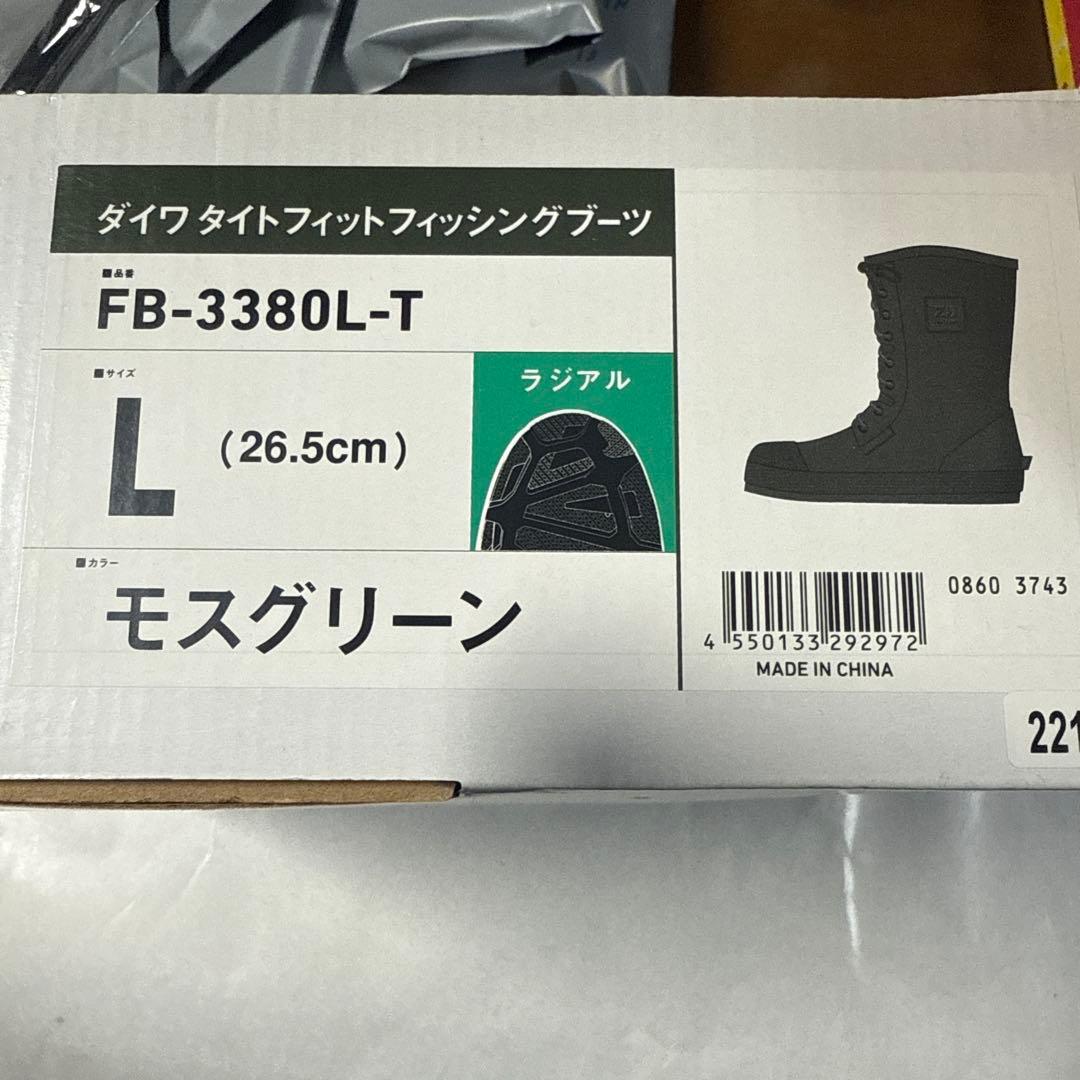 ダイワ タイトフィットフィッシングブーツ
■品番
FB-3380L-T
■サイズ
L (26.5cm)
ラジアル
■カラー
モスグリーン
0860 3743
4 550133 292972
MADE IN CHINA
221